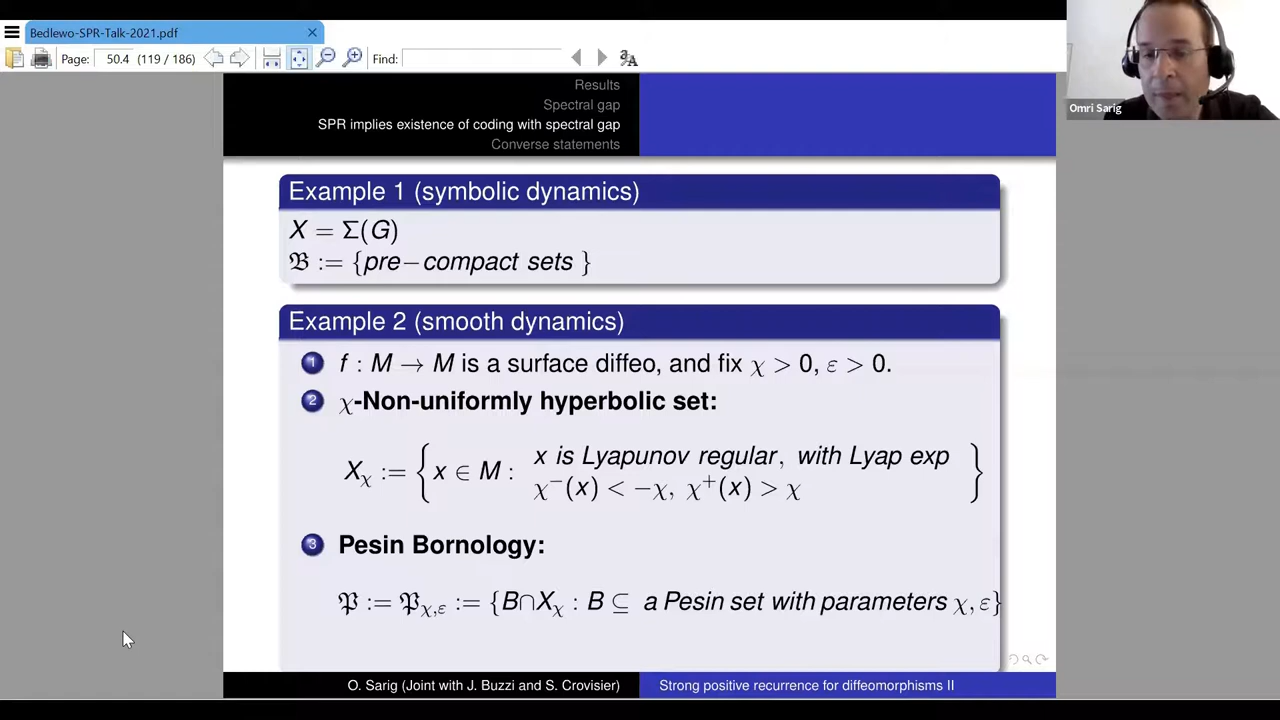 Bedlewo-SPR-Talk-2021.pdf
Page: 50.4 (119 / 186) Find:
Omri Sarig
Results
Spectral gap
SPR implies existence of coding with spectral gap
Converse statements
Example 1 (symbolic dynamics)
X = Σ(G)
𝔅 := {pre−compact sets }
Example 2 (smooth dynamics)
1 f : M → M is a surface diffeo, and fix χ > 0, ε > 0.
2 χ-Non-uniformly hyperbolic set:
X_χ := { x ∈ M : x is Lyapunov regular, with Lyap exp
χ⁻(x) < −χ, χ⁺(x) > χ }
3 Pesin Bornology:
𝔓 := 𝔓_{χ,ε} := {B∩X_χ : B ⊆ a Pesin set with parameters χ, ε}
O. Sarig (Joint with J. Buzzi and S. Crovisier) Strong positive recurrence for diffeomorphisms II